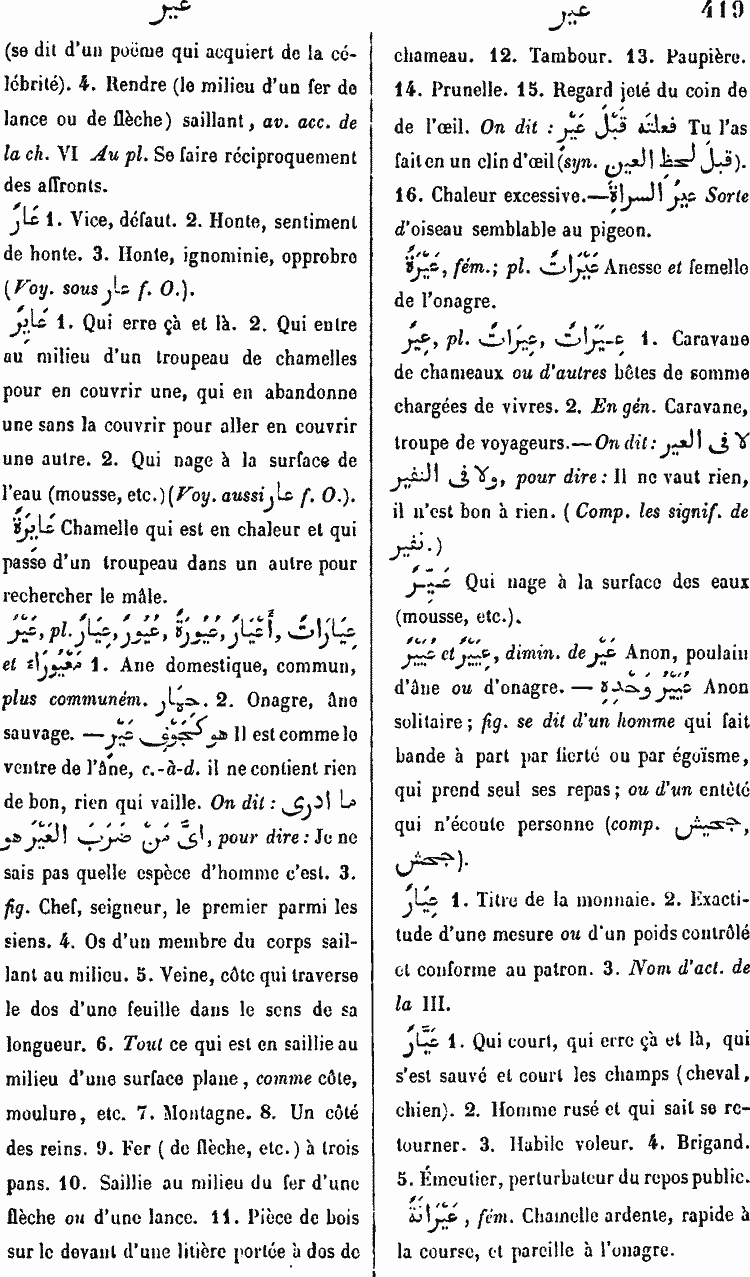 عير
عير
419
(se dit d'un poëme qui acquiert de la cé-
lébrité). 4. Rendre (le milieu d'un fer de
lance ou de flèche) saillant, av. acc. de
la ch. VI Au pl. Se faire réciproquement
des affronts.
عَارٌ 1. Vice, défaut. 2. Honte, sentiment
de honte. 3. Honte, ignominie, opprobre
(Voy. sous عار f. O.).
عَايِرٌ 1. Qui erre çà et là. 2. Qui entre
au milieu d'un troupeau de chamelles
pour en couvrir une, qui en abandonne
une sans la couvrir pour aller en couvrir
une autre. 2. Qui nage à la surface de
l'eau (mousse, etc.) (Voy. aussi عار f. O.).
عَايِرَةٌ Chamelle qui est en chaleur et qui
passe d'un troupeau dans un autre pour
rechercher le mâle.
عَيْرٌ, pl. عِيَارٌ, عُيُورٌ, عُيُورَةٌ, أَعْيَارٌ, عِيَارَاتٌ
et مَعْيُورَاءُ 1. Ane domestique, commun,
plus communém. حمار. 2. Onagre, âne
sauvage. — هو كَجَوْفِ عَيْرٍ Il est comme le
ventre de l'âne, c.-à-d. il ne contient rien
de bon, rien qui vaille. On dit : ما ادرى
اىُّ مَنْ ضَرَبَ العَيْرَ هو, pour dire : Je ne
sais pas quelle espèce d'homme c'est. 3.
fig. Chef, seigneur, le premier parmi les
siens. 4. Os d'un membre du corps sail-
lant au milieu. 5. Veine, côte qui traverse
le dos d'une feuille dans le sens de sa
longueur. 6. Tout ce qui est en saillie au
milieu d'une surface plane, comme côte,
moulure, etc. 7. Montagne. 8. Un côté
des reins. 9. Fer (de flèche, etc.) à trois
pans. 10. Saillie au milieu du fer d'une
flèche ou d'une lance. 11. Pièce de bois
sur le devant d'une litière portée à dos de
chameau. 12. Tambour. 13. Paupière.
14. Prunelle. 15. Regard jeté du coin de
de l'œil. On dit : فعلته قَبْلَ عَيْرٍ Tu l'as
fait en un clin d'œil (syn. قبل لحظ العين).
16. Chaleur excessive. — عَيْرُ السراةِ Sorte
d'oiseau semblable au pigeon.
عَيْرَةٌ, fém.; pl. عَيْرَاتٌ Anesse et femelle
de l'onagre.
عِيرٌ, pl. عِيرَاتٌ, عِيَرَاتٌ 1. Caravane
de chameaux ou d'autres bêtes de somme
chargées de vivres. 2. En gén. Caravane,
troupe de voyageurs. — On dit : لا فى العير
ولا فى النفير, pour dire : Il ne vaut rien,
il n'est bon à rien. (Comp. les signif. de
نفير.)
عَيِّرٌ Qui nage à la surface des eaux
(mousse, etc.).
عُيَيْرٌ et عِيَيْرٌ, dimin. de عَيْر Anon, poulain
d'âne ou d'onagre. — عُيَيْرُ وَحْدِهِ Anon
solitaire ; fig. se dit d'un homme qui fait
bande à part par fierté ou par égoïsme,
qui prend seul ses repas ; ou d'un entêté
qui n'écoute personne (comp. جحيش,
جحش).
عِيَارٌ 1. Titre de la monnaie. 2. Exacti-
tude d'une mesure ou d'un poids contrôlé
et conforme au patron. 3. Nom d'act. de
la III.
عَيَّارٌ 1. Qui court, qui erre çà et là, qui
s'est sauvé et court les champs (cheval,
chien). 2. Homme rusé et qui sait se re-
tourner. 3. Habile voleur. 4. Brigand.
5. Émeutier, perturbateur du repos public.
عَيْرَانَةٌ, fém. Chamelle ardente, rapide à
la course, et pareille à l'onagre.